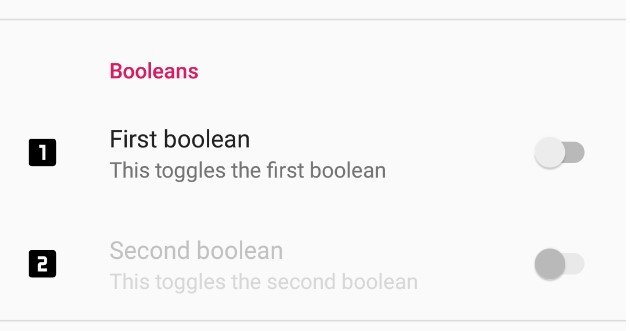 Booleans
1
First boolean
This toggles the first boolean
2
Second boolean
This toggles the second boolean